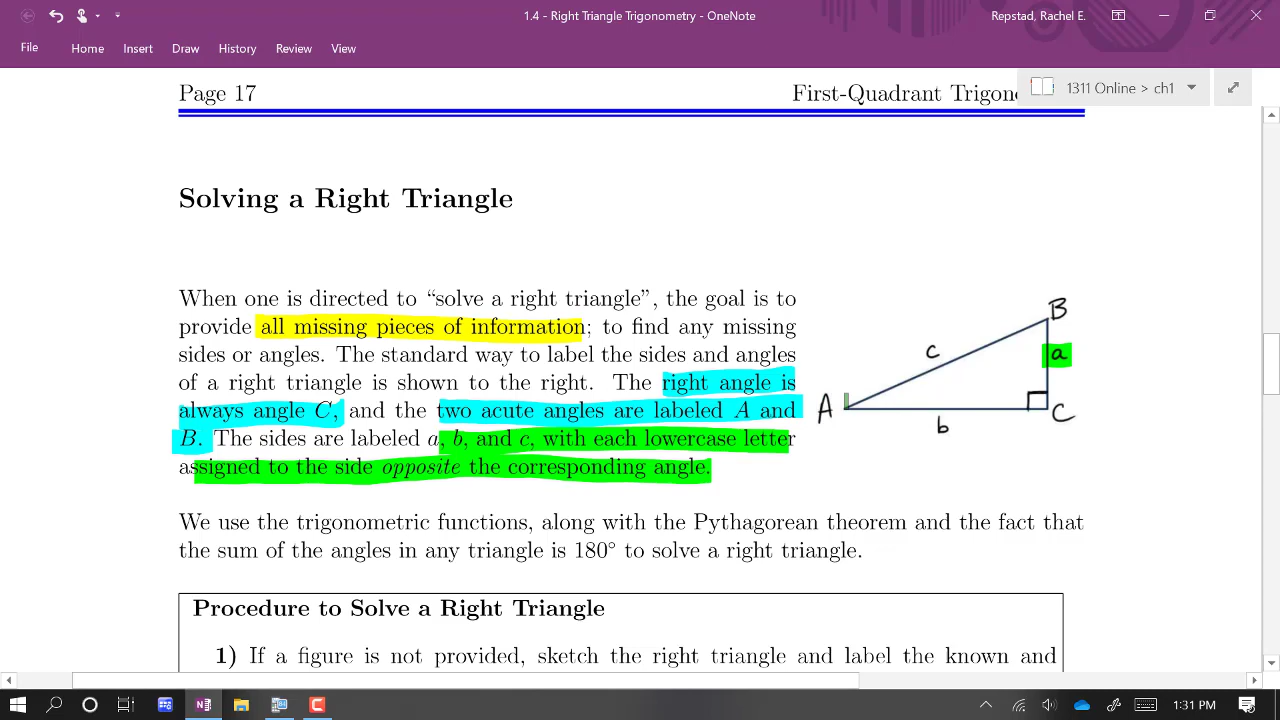 1.4 - Right Triangle Trigonometry - OneNote
Repstad, Rachel E.
File Home Insert Draw History Review View
Page 17
First-Quadrant Trigon
1311 Online > ch1
Solving a Right Triangle
When one is directed to “solve a right triangle”, the goal is to
provide all missing pieces of information; to find any missing
sides or angles. The standard way to label the sides and angles
of a right triangle is shown to the right. The right angle is
always angle C, and the two acute angles are labeled A and
B. The sides are labeled a, b, and c, with each lowercase letter
assigned to the side opposite the corresponding angle.
B
c
a
A
b
C
We use the trigonometric functions, along with the Pythagorean theorem and the fact that
the sum of the angles in any triangle is 180° to solve a right triangle.
Procedure to Solve a Right Triangle
1) If a figure is not provided, sketch the right triangle and label the known and
1:31 PM